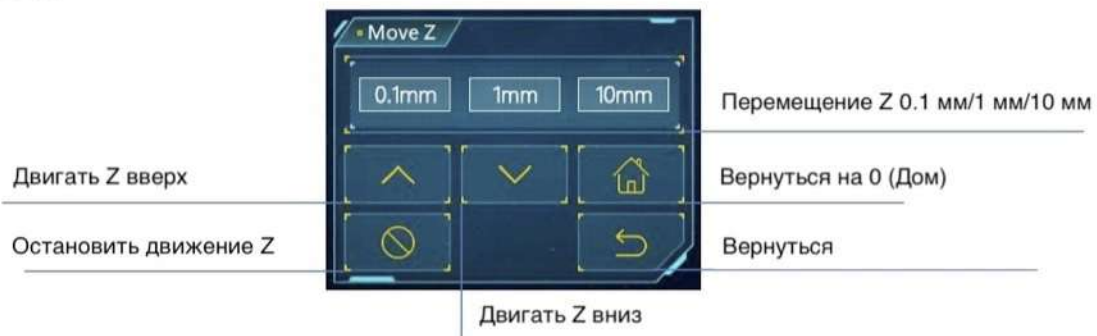 Move Z
0.1mm 1mm 10mm
Перемещение Z 0.1 мм/1 мм/10 мм
Двигать Z вверх
Вернуться на 0 (Дом)
Остановить движение Z
Вернуться
Двигать Z вниз